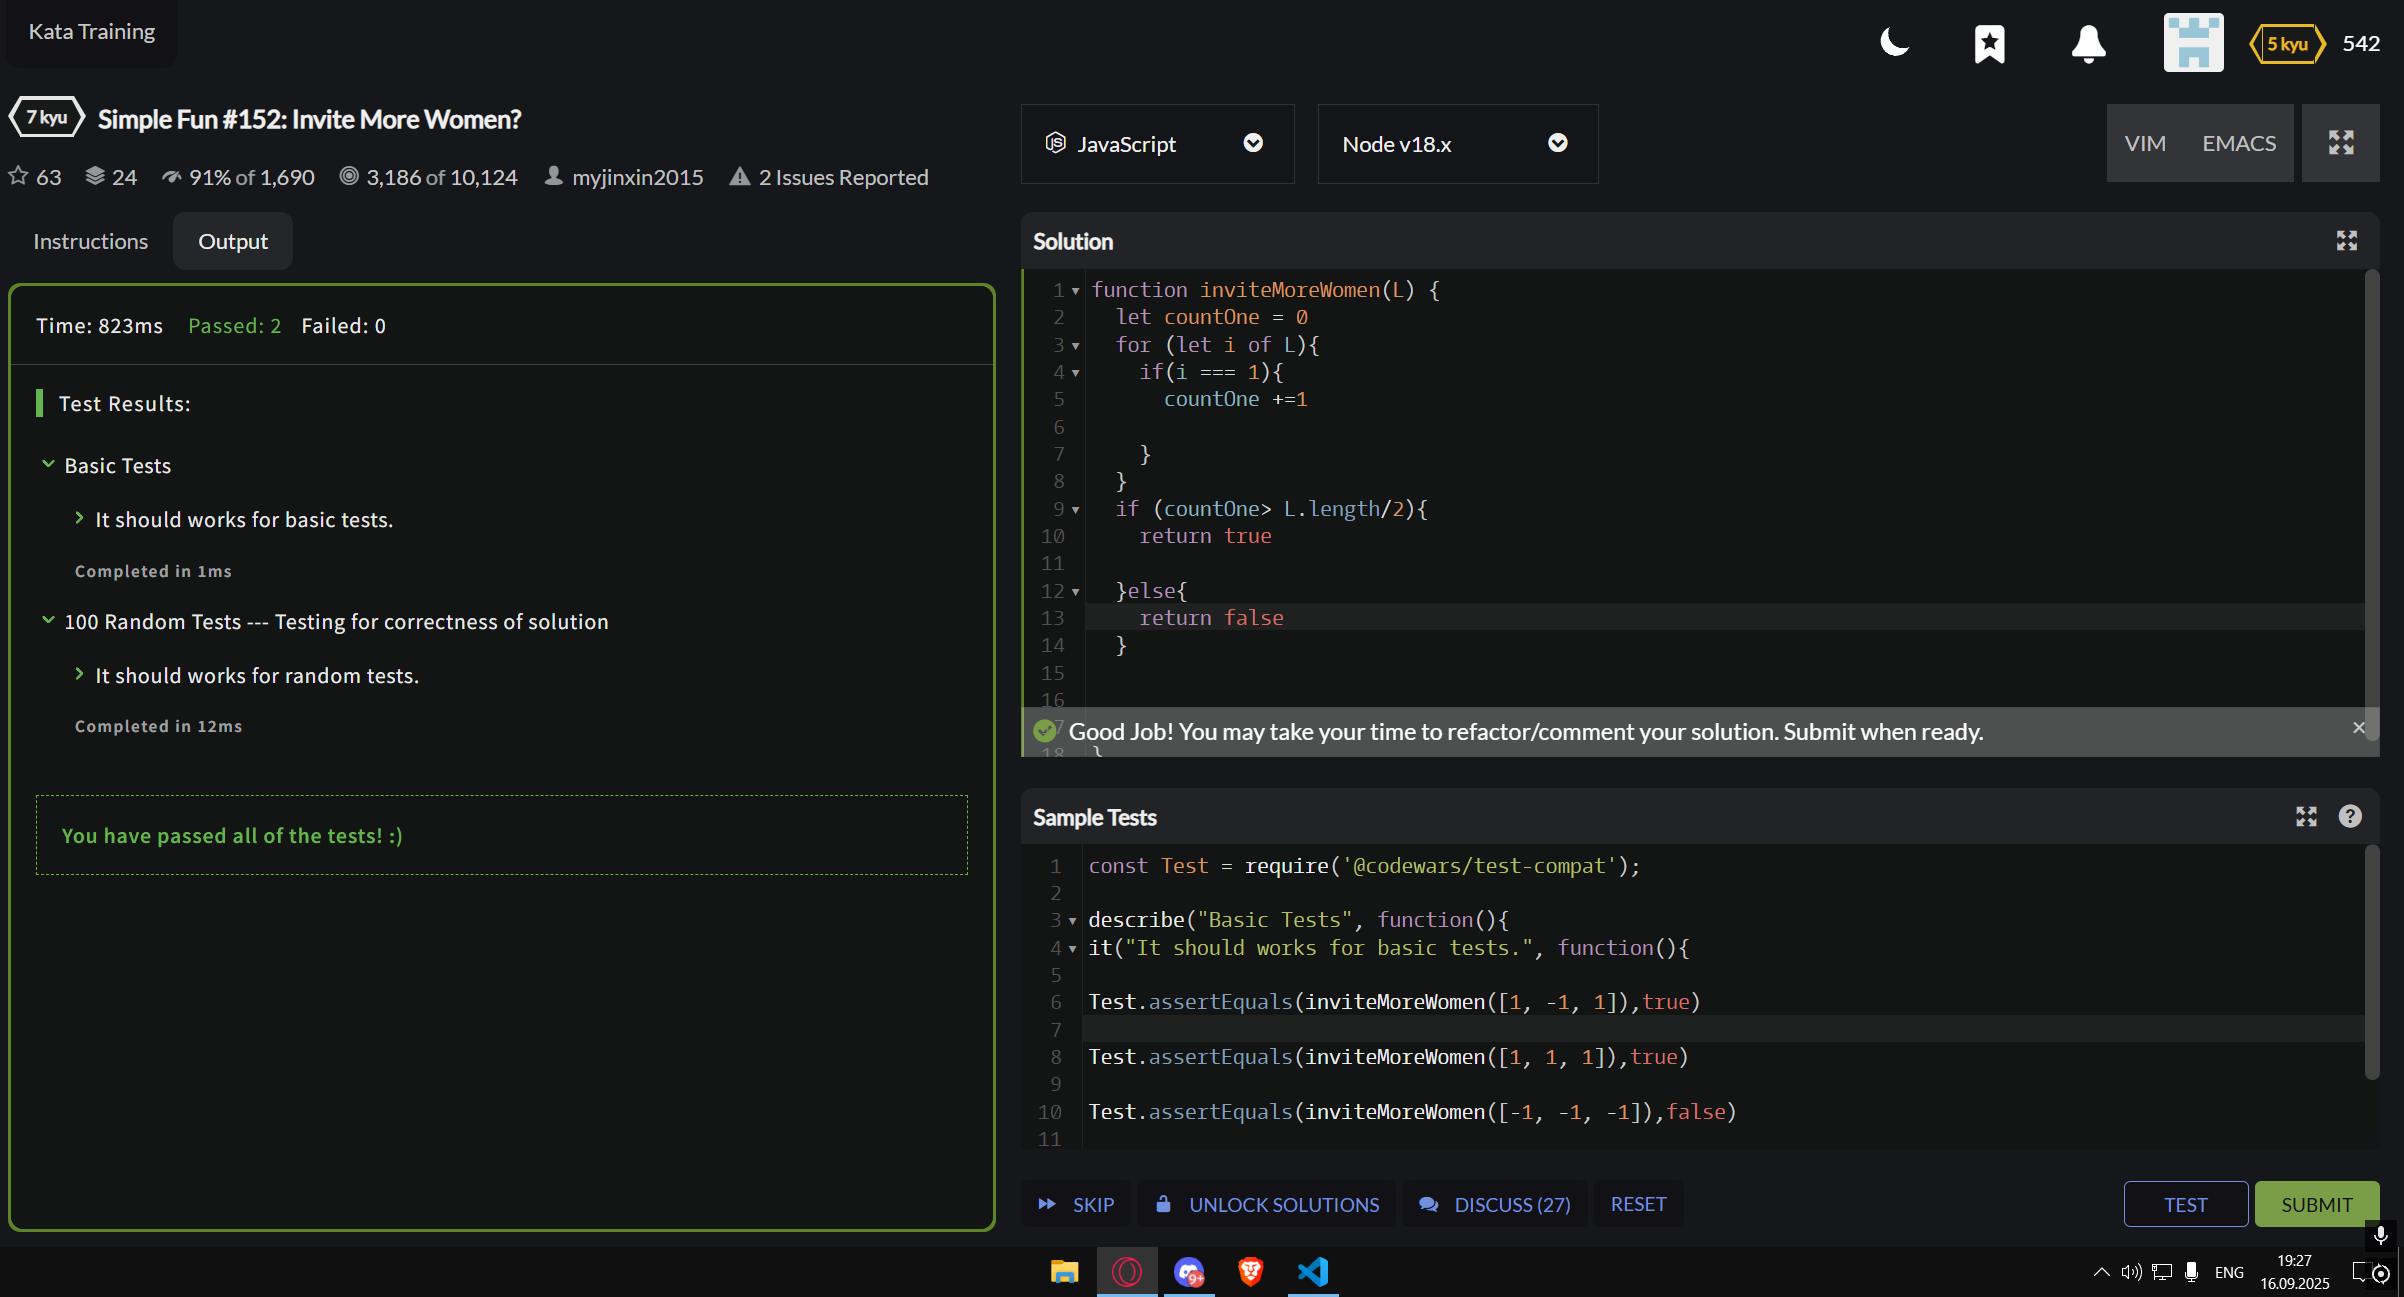 Kata Training
5 kyu 542
7 kyu Simple Fun #152: Invite More Women?
63 24 91% of 1,690 3,186 of 10,124 myjinxin2015 2 Issues Reported
JavaScript Node v18.x VIM EMACS
Instructions Output
Time: 823ms Passed: 2 Failed: 0
Test Results:
Basic Tests
It should works for basic tests.
Completed in 1ms
100 Random Tests --- Testing for correctness of solution
It should works for random tests.
Completed in 12ms
You have passed all of the tests! :)
Solution
1 function inviteMoreWomen(L) {
2 let countOne = 0
3 for (let i of L){
4 if(i === 1){
5 countOne +=1
6
7 }
8 }
9 if (countOne> L.length/2){
10 return true
11
12 }else{
13 return false
14 }
15
16
7 Good Job! You may take your time to refactor/comment your solution. Submit when ready.
18 }
Sample Tests
1 const Test = require('@codewars/test-compat');
2
3 describe("Basic Tests", function(){
4 it("It should works for basic tests.", function(){
5
6 Test.assertEquals(inviteMoreWomen([1, -1, 1]),true)
7
8 Test.assertEquals(inviteMoreWomen([1, 1, 1]),true)
9
10 Test.assertEquals(inviteMoreWomen([-1, -1, -1]),false)
11
SKIP UNLOCK SOLUTIONS DISCUSS (27) RESET TEST SUBMIT
9+
ENG
19:27
16.09.2025